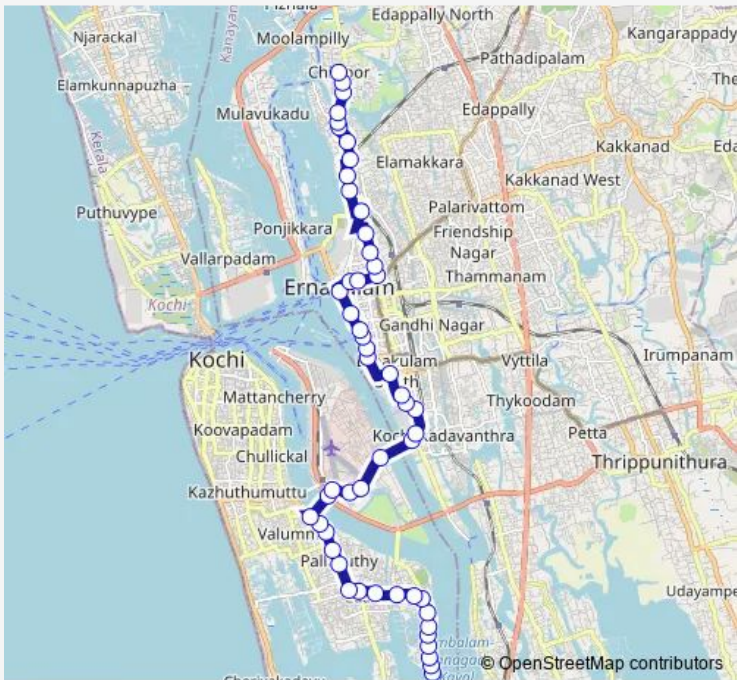 Edappally North
Moolampilly
Njarackal
Kangarappady
Pathadipalam
Elamkunnapuzha
Mulavukadu
Edappally
Kakkanad
Elamakkara
Kakkanad West
Kerala
Puthuvype
Palarivattom
Ponjikkara
Friendship
Nagar
Vallarpadam
Thammanam
Kochi
Gandhi Nagar
Kochi
Vyttila
Irumpanam
Mattancherry
Thykoodam
Koovapadam
Petta
Chullickal
Thrippunithura
Kazhuthumuttu
Udayampe
© OpenStreetMap contributors